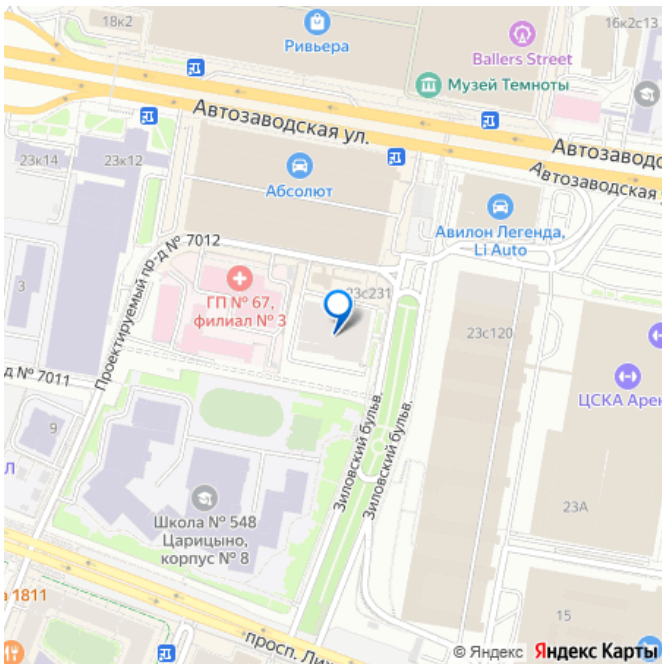 18к2
Ривьера
16к2с13
Ballers Street
Музей Темноты
Автозаводская ул.
Автозаводс
Автозаводская
23к14
23к12
Абсолют
Авилон Легенда,
Li Auto
Проектируемый пр-д № 7012
3
ГП № 67,
филиал № 3
23с231
23с120
ЦСКА Арен
д № 7011
9
Л
Зиловский бульв.
Зиловский бульв.
23А
Школа № 548
Царицыно,
корпус № 8
а 1811
15
просп. Лих
© Яндекс Яндекс Карты